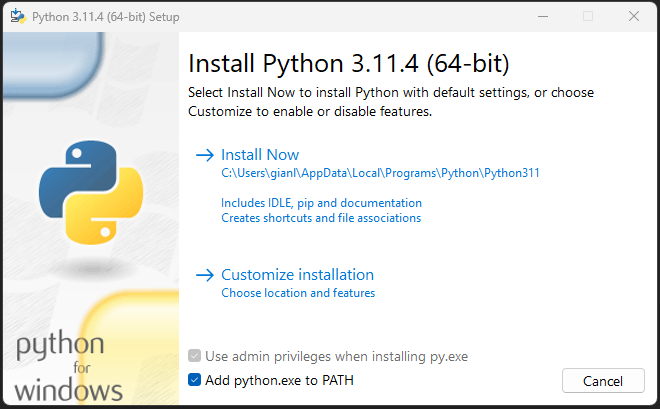 Python 3.11.4 (64-bit) Setup
Install Python 3.11.4 (64-bit)
Select Install Now to install Python with default settings, or choose
Customize to enable or disable features.
Install Now
C:\Users\gianl\AppData\Local\Programs\Python\Python311
Includes IDLE, pip and documentation
Creates shortcuts and file associations
Customize installation
Choose location and features
python
for
windows
Use admin privileges when installing py.exe
Add python.exe to PATH
Cancel